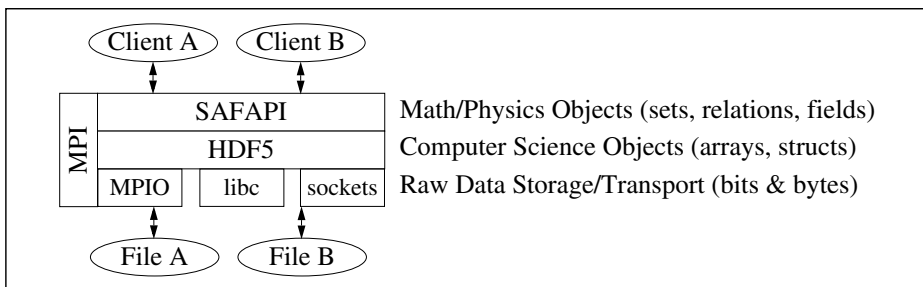 Client A Client B
MPI
SAFAPI Math/Physics Objects (sets, relations, fields)
HDF5 Computer Science Objects (arrays, structs)
MPIO libc sockets Raw Data Storage/Transport (bits & bytes)
File A File B